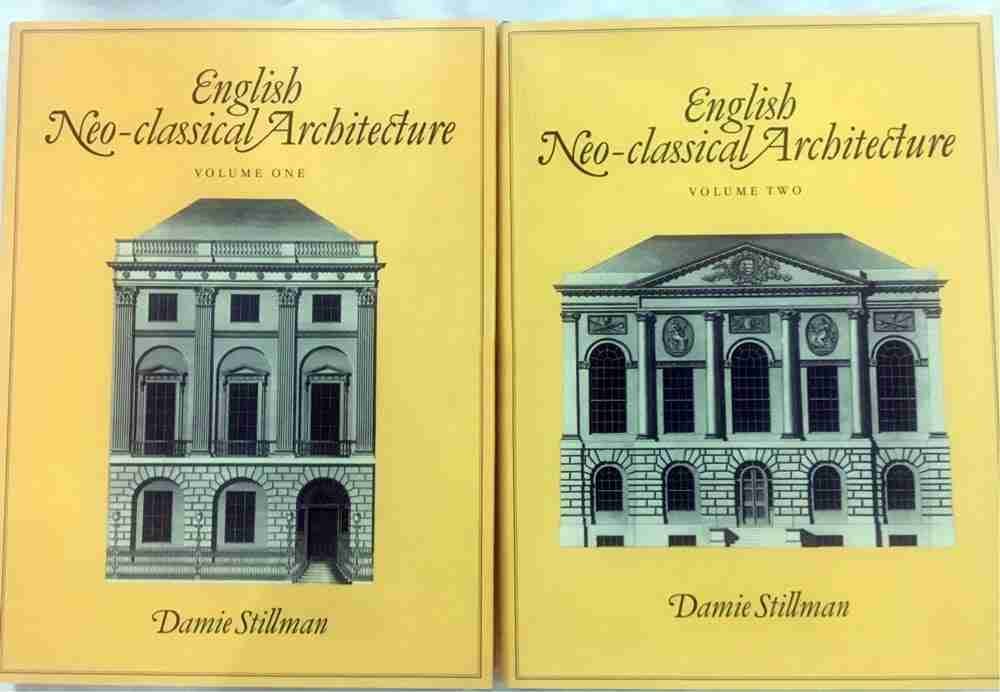 English
Neo-classical Architecture
VOLUME ONE
Damie Stillman
English
Neo-classical Architecture
VOLUME TWO
Damie Stillman